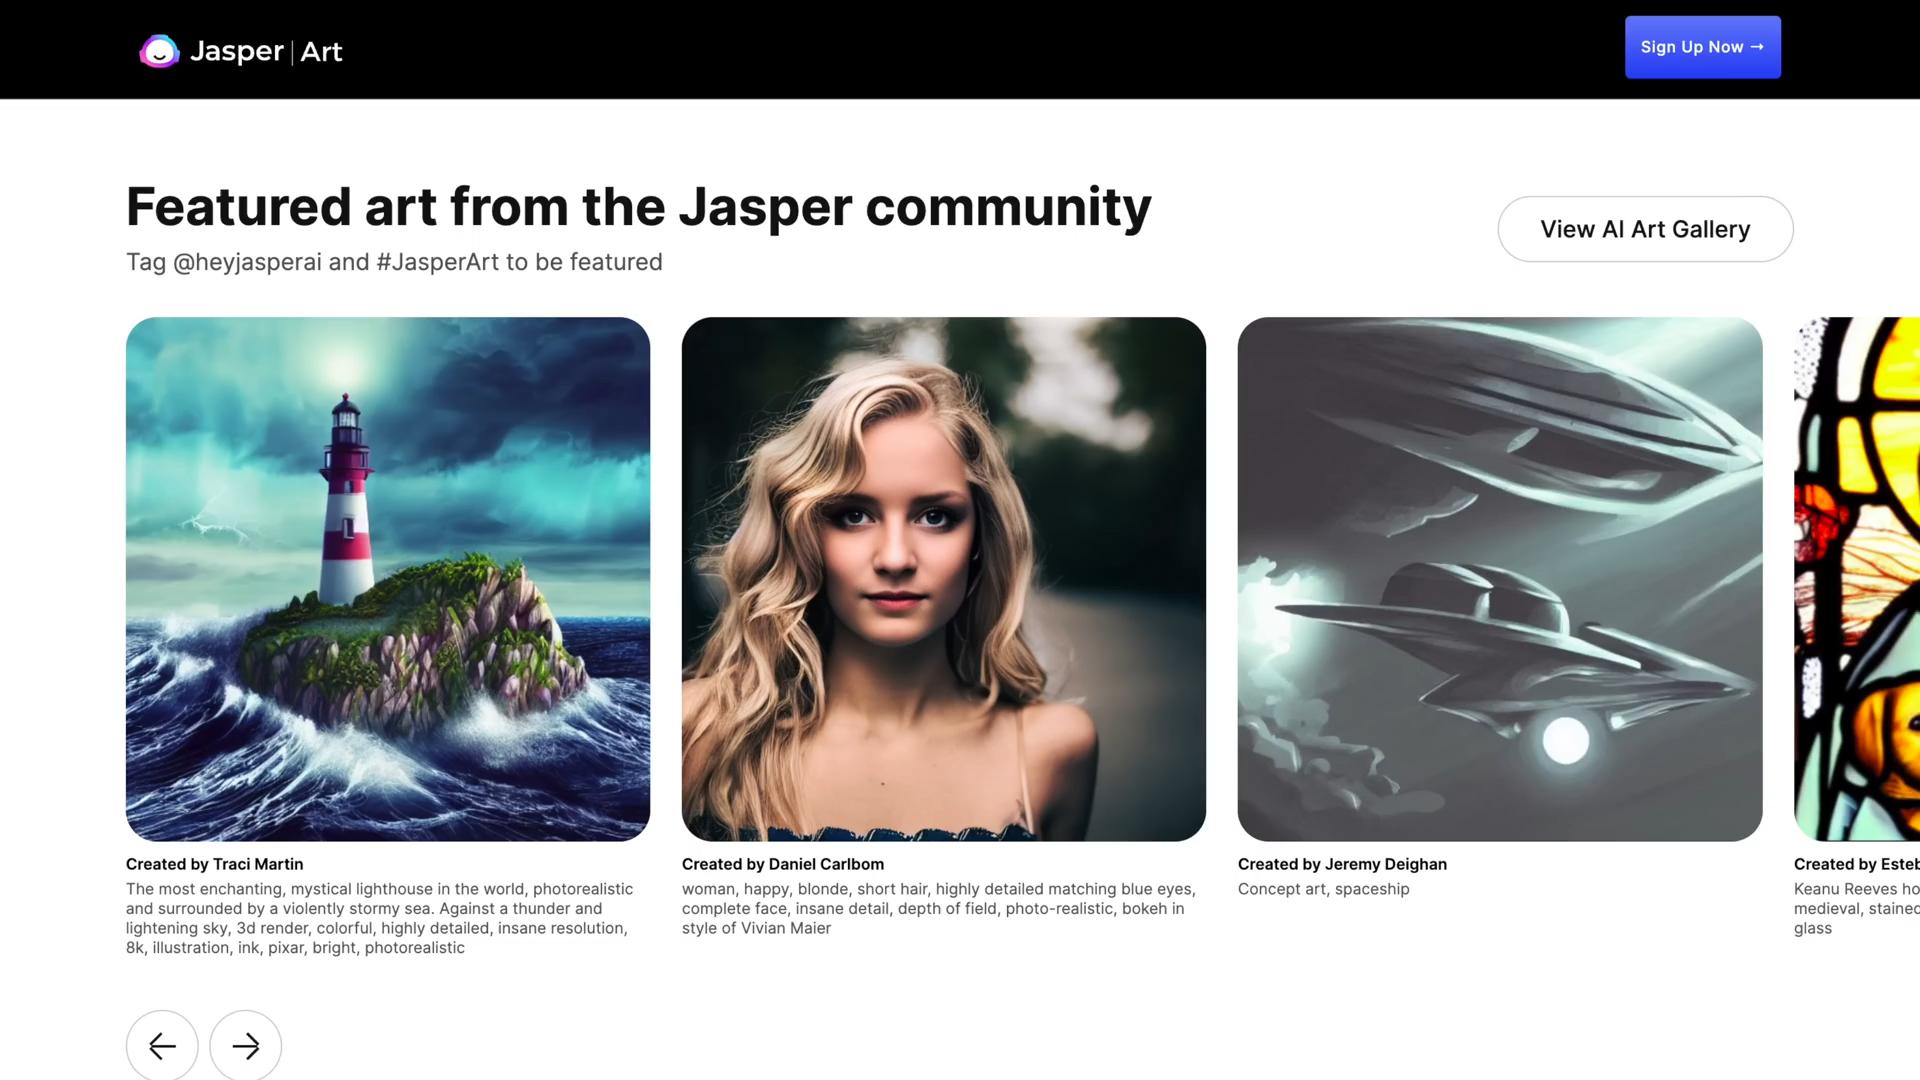 Jasper | Art
Sign Up Now →
Featured art from the Jasper community
Tag @heyjasperai and #JasperArt to be featured
View AI Art Gallery
Created by Traci Martin
The most enchanting, mystical lighthouse in the world, photorealistic
and surrounded by a violently stormy sea. Against a thunder and
lightening sky, 3d render, colorful, highly detailed, insane resolution,
8k, illustration, ink, pixar, bright, photorealistic
Created by Daniel Carlbom
woman, happy, blonde, short hair, highly detailed matching blue eyes,
complete face, insane detail, depth of field, photo-realistic, bokeh in
style of Vivian Maier
Created by Jeremy Deighan
Concept art, spaceship
Created by
Keanu Reeves
medieval,
glass